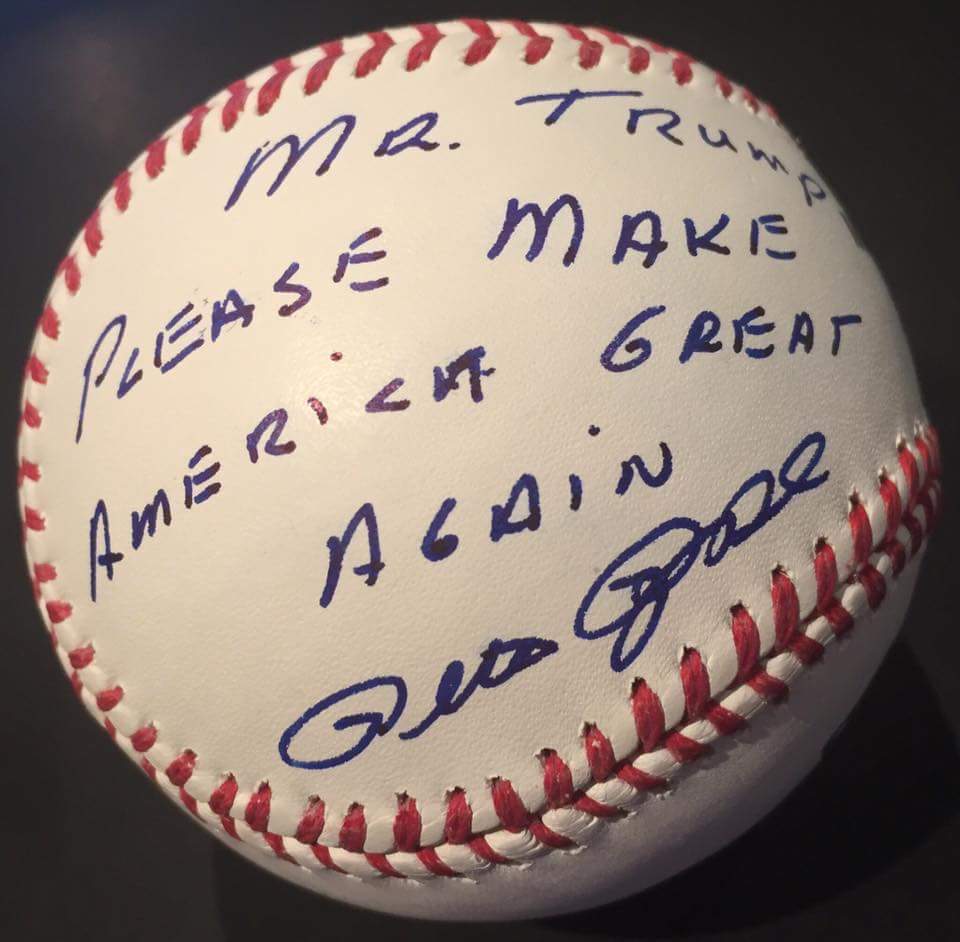 MR. TRUMP
PLEASE MAKE
AMERICA GREAT
AGAIN
Pete Rose